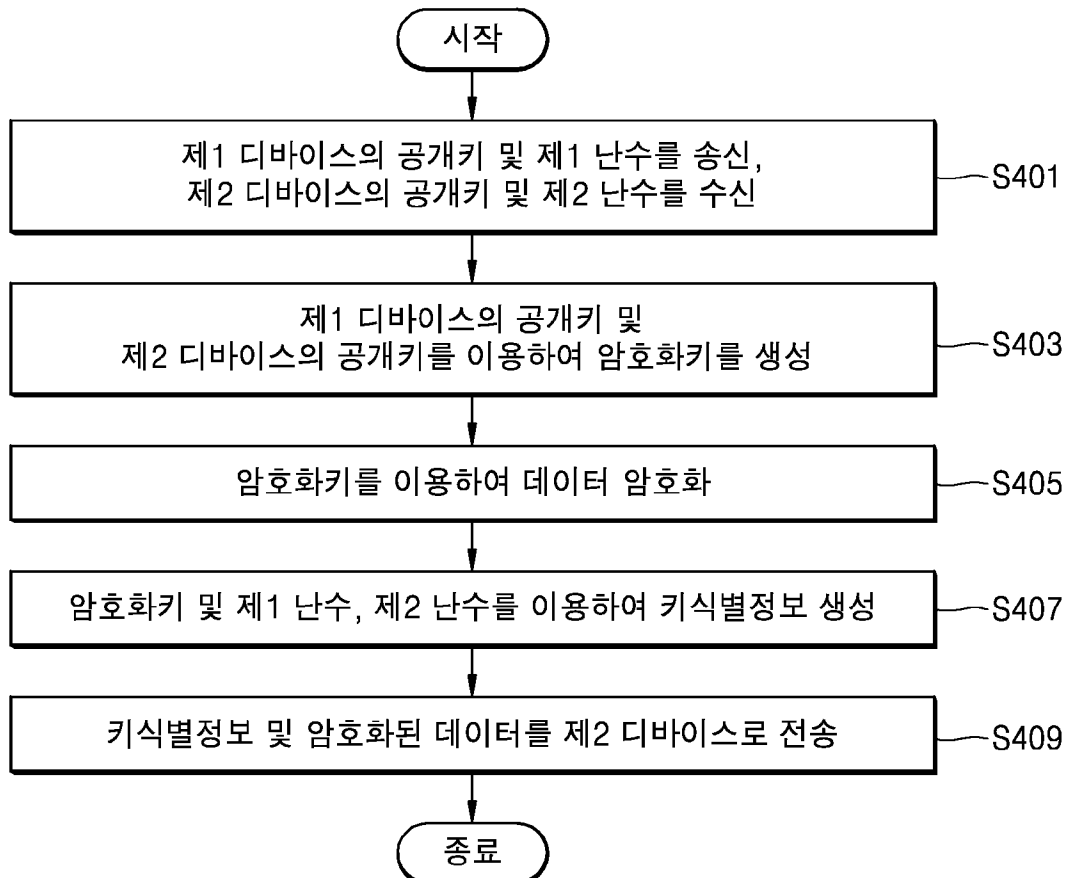 시작
제1 디바이스의 공개키 및 제1 난수를 송신,
제2 디바이스의 공개키 및 제2 난수를 수신
S401
제1 디바이스의 공개키 및
제2 디바이스의 공개키를 이용하여 암호화키를 생성
S403
암호화키를 이용하여 데이터 암호화
S405
암호화키 및 제1 난수, 제2 난수를 이용하여 키식별정보 생성
S407
키식별정보 및 암호화된 데이터를 제2 디바이스로 전송
S409
종료